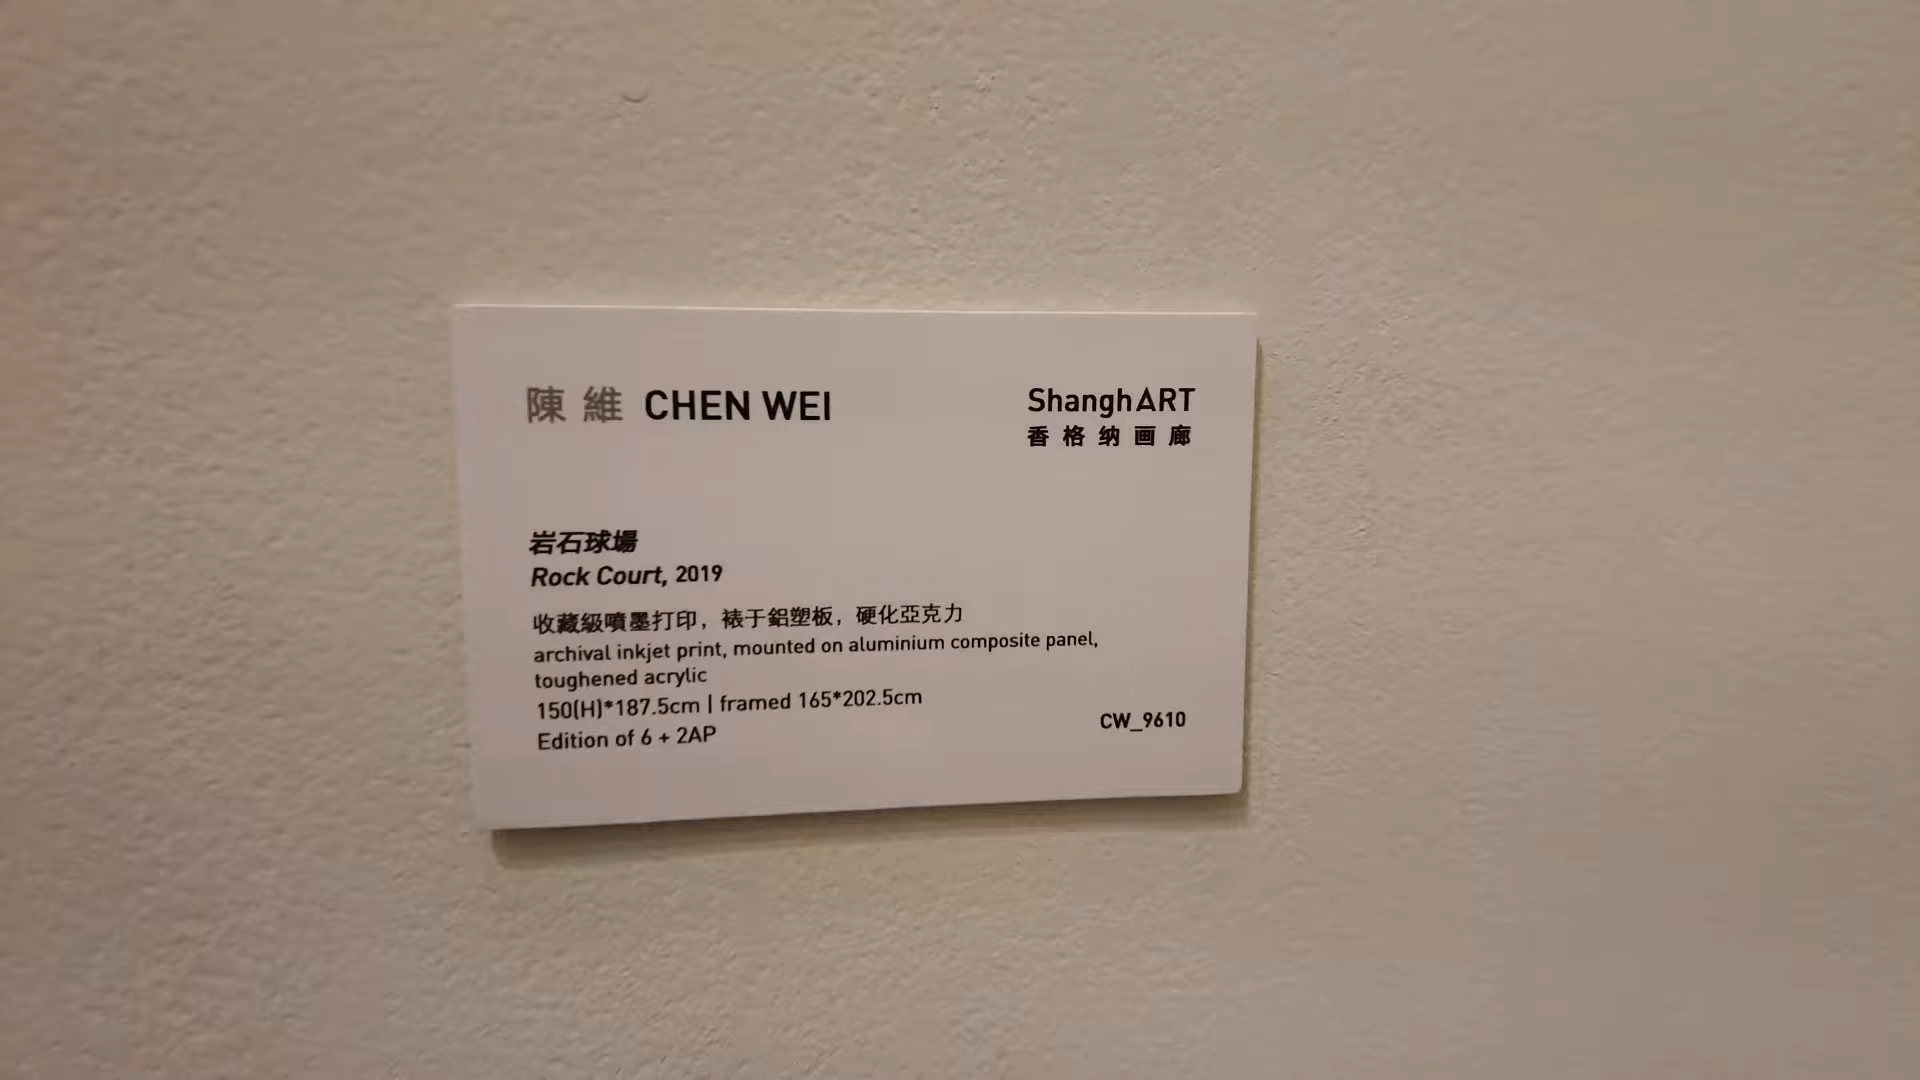 陳維 CHEN WEI
ShanghART
香格纳画廊
岩石球場
Rock Court, 2019
收藏級噴墨打印，裱于鋁塑板，硬化亞克力
archival inkjet print, mounted on aluminium composite panel,
toughened acrylic
150(H)*187.5cm | framed 165*202.5cm
Edition of 6 + 2AP
CW_9610